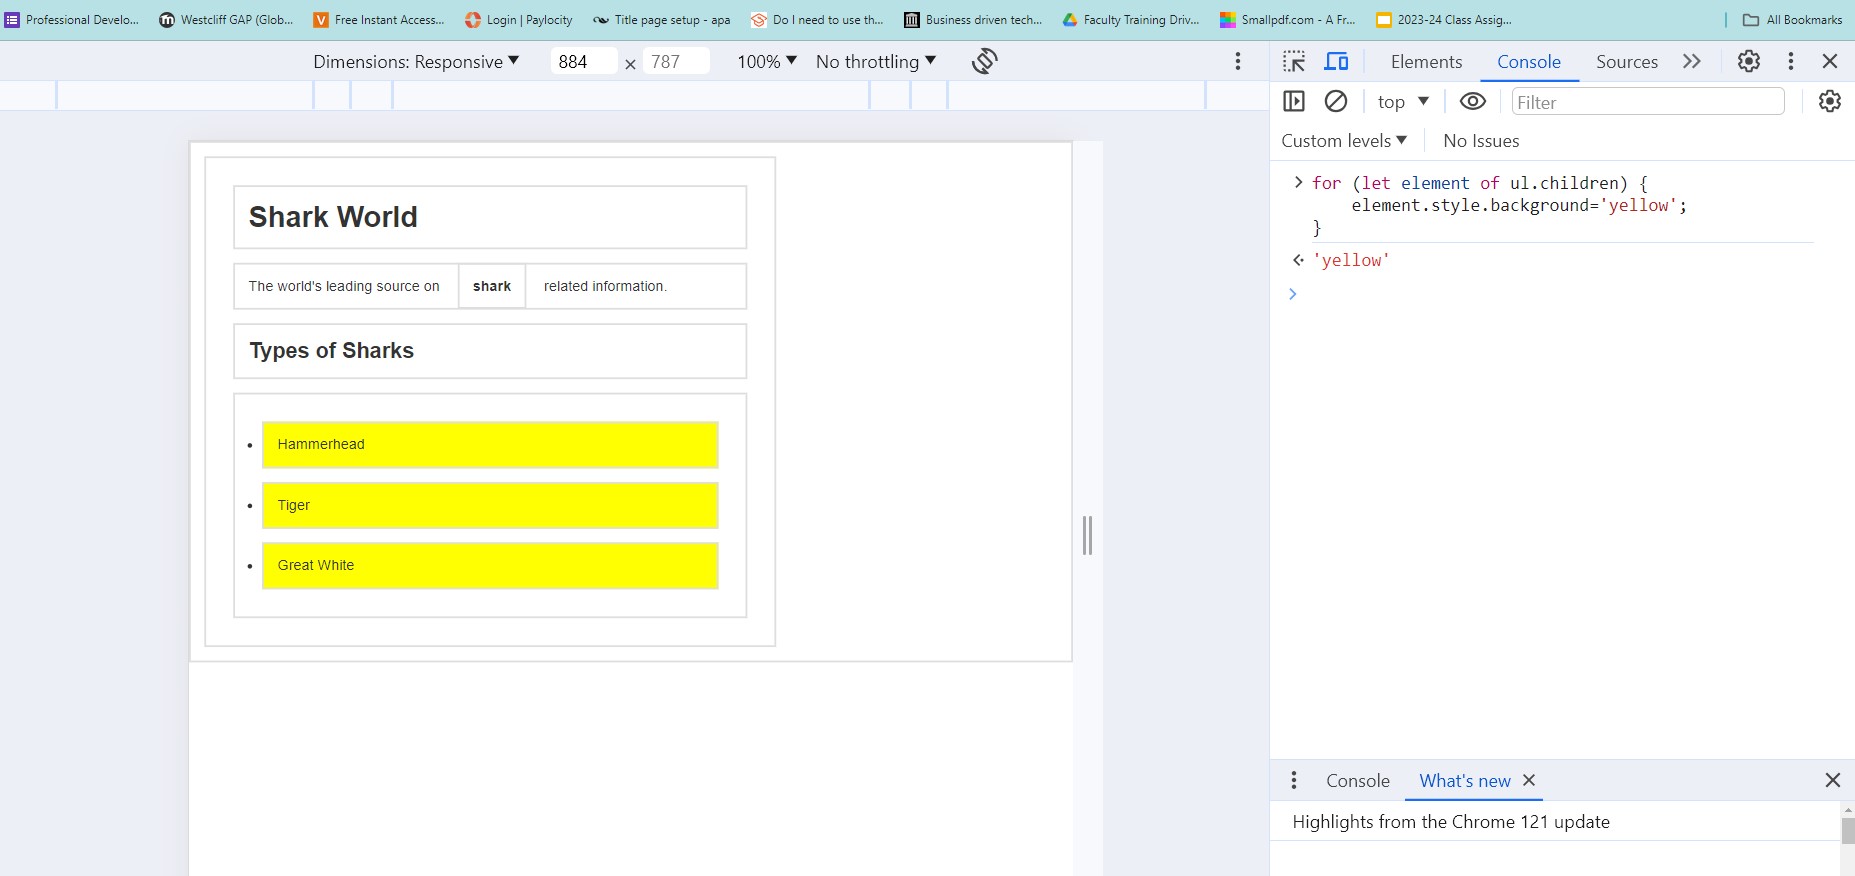 Professional Develo...
Westcliff GAP (Glob...
Free Instant Access...
Login | Paylocity
Title page setup - apa
Do I need to use th...
Business driven tech...
Faculty Training Driv...
Smallpdf.com - A Fr...
2023-24 Class Assig...
All Bookmarks
Dimensions: Responsive
884 × 787
100%
No throttling
Shark World
The world's leading source on shark related information.
Types of Sharks
• Hammerhead
• Tiger
• Great White
Elements
Console
Sources
top
Filter
Custom levels
No Issues
for (let element of ul.children) {
element.style.background='yellow';
}
'yellow'
Console
What's new
Highlights from the Chrome 121 update